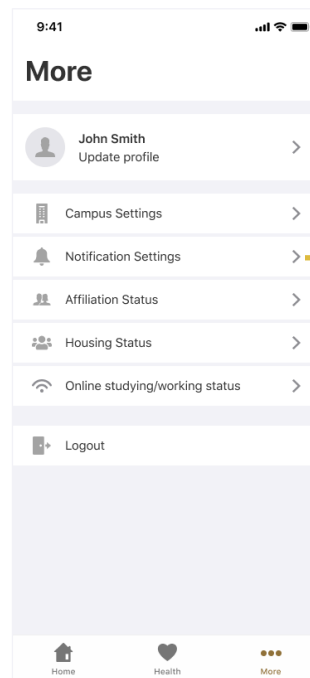 9:41
More
John Smith
Update profile
Campus Settings
Notification Settings
Affiliation Status
Housing Status
Online studying/working status
Logout
Home
Health
More